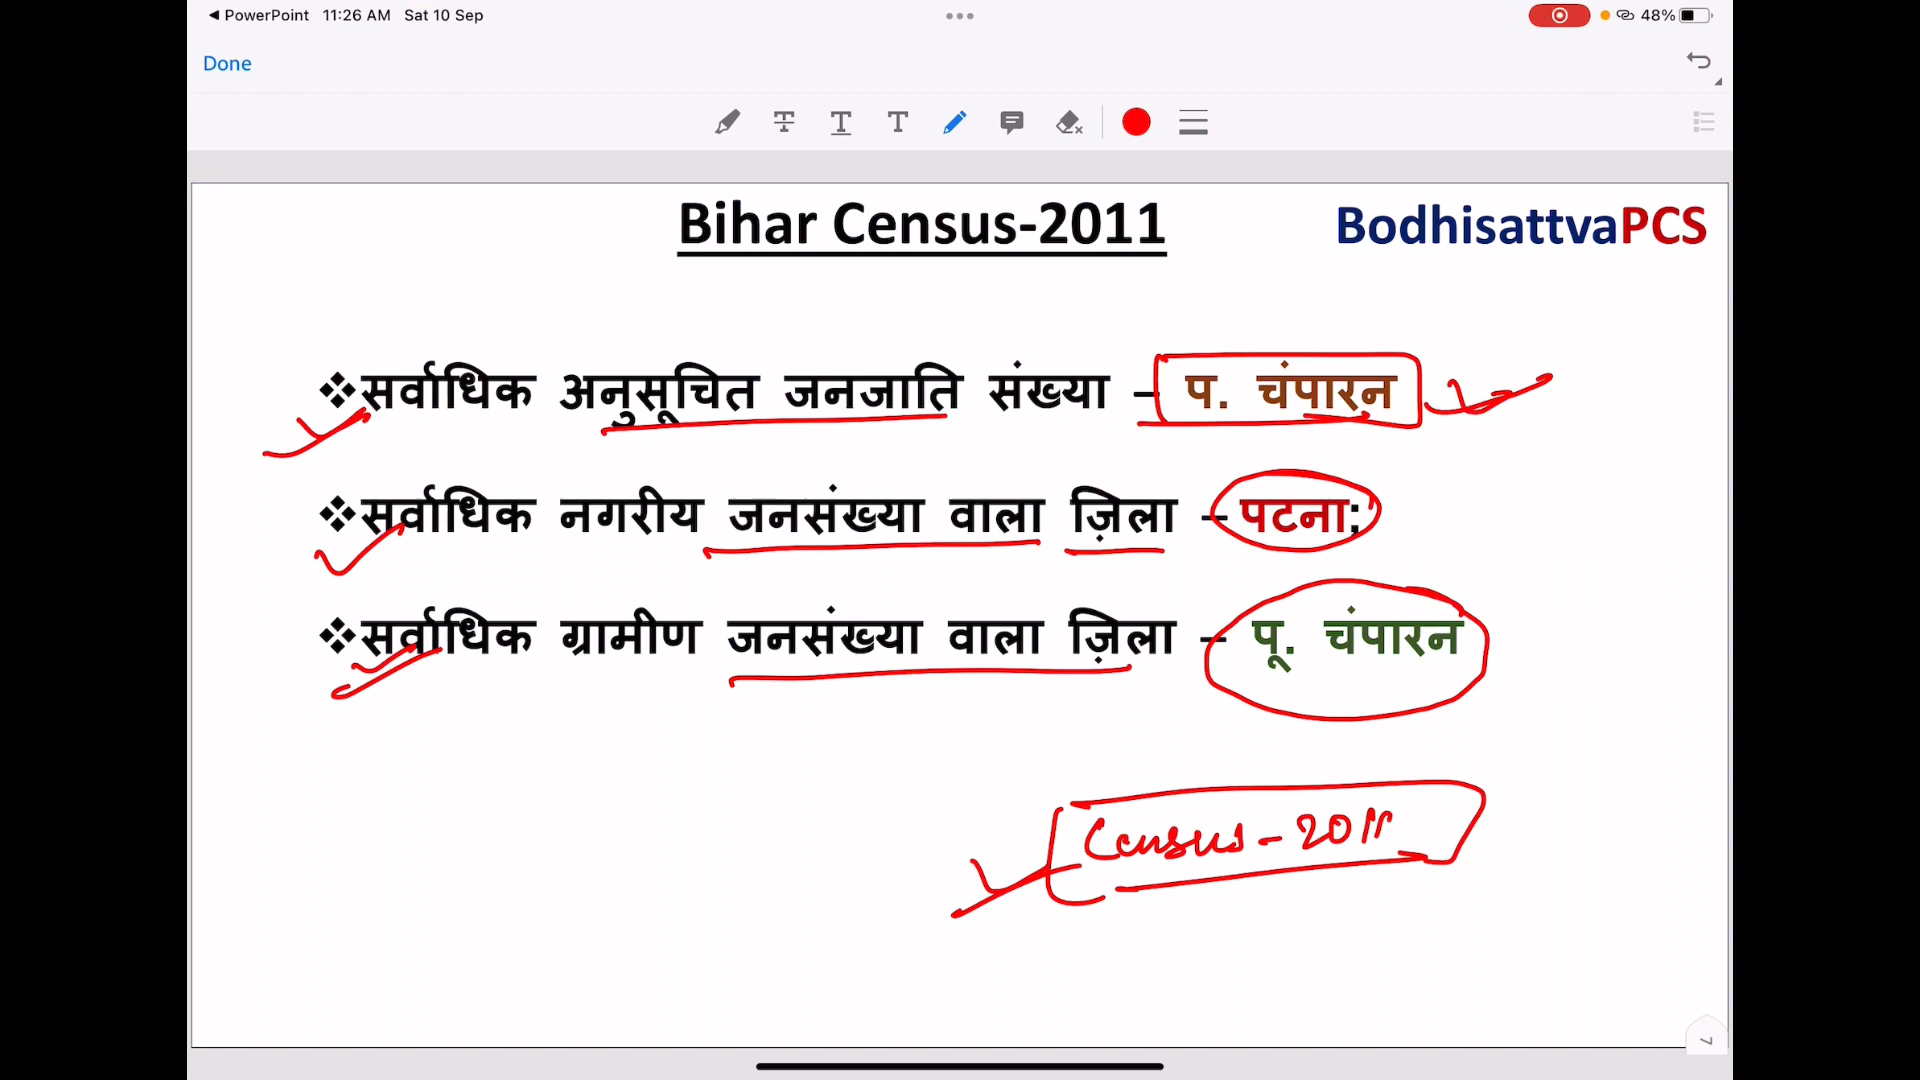 PowerPoint 11:26 AM Sat 10 Sep 48%
Done
Bihar Census-2011
BodhisattvaPCS
❖सर्वाधिक अनुसूचित जनजाति संख्या – प. चंपारन
❖सर्वाधिक नगरीय जनसंख्या वाला ज़िला – पटना;
❖सर्वाधिक ग्रामीण जनसंख्या वाला ज़िला – पू. चंपारन
Census - 2011